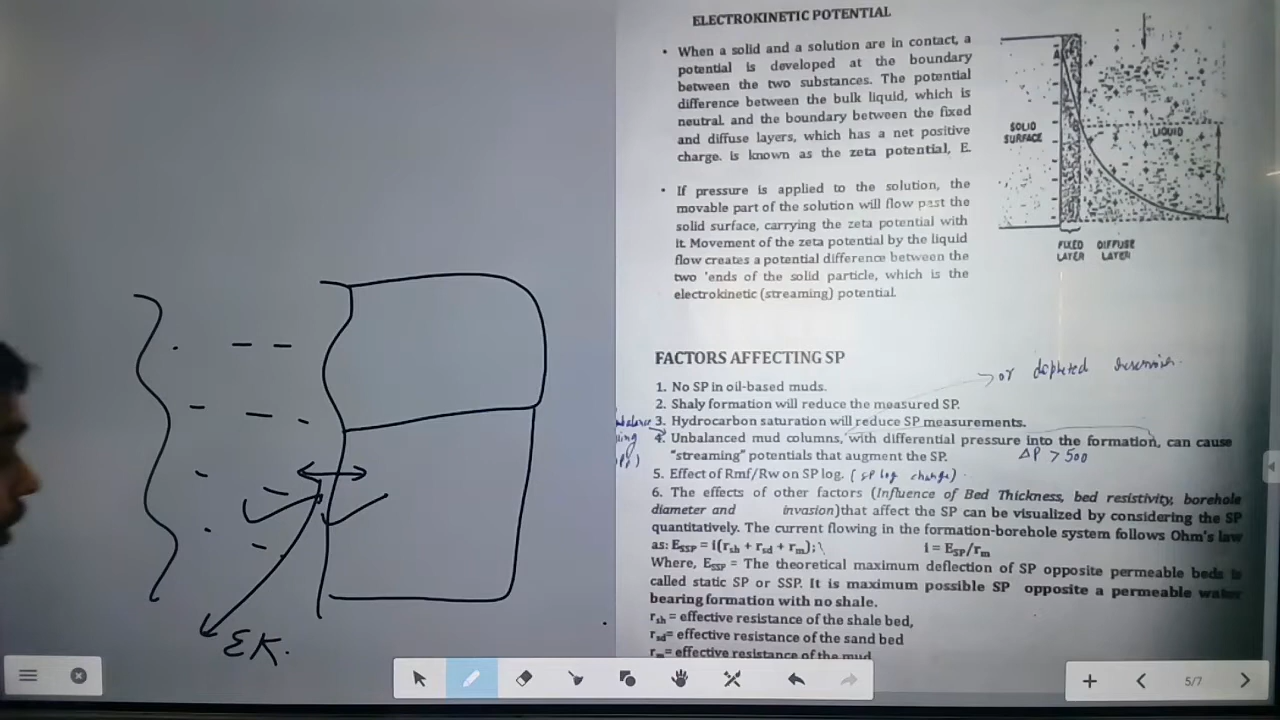 ELECTROKINETIC POTENTIAL
• When a solid and a solution are in contact, a
potential is developed at the boundary
between the two substances. The potential
difference between the bulk liquid, which is
neutral and the boundary between the fixed
and diffuse layers, which has a net positive
charge. is known as the zeta potential, E.
• If pressure is applied to the solution, the
movable part of the solution will flow past the
solid surface, carrying the zeta potential with
it. Movement of the zeta potential by the liquid
flow creates a potential difference between the
two 'ends of the solid particle, which is the
electrokinetic (streaming) potential.
SOLID
SURFACE
LIQUID
FIXED DIFFUSE
LAYER LAYER
FACTORS AFFECTING SP
or depleted reservoir.
1. No SP in oil-based muds.
2. Shaly formation will reduce the measured SP.
3. Hydrocarbon saturation will reduce SP measurements.
4. Unbalanced mud columns, with differential pressure into the formation, can cause
"streaming" potentials that augment the SP.
ΔP > 500
5. Effect of Rmf/Rw on SP log. (SP log change).
6. The effects of other factors (Influence of Bed Thickness, bed resistivity, borehole
diameter and invasion)that affect the SP can be visualized by considering the SP
quantitatively. The current flowing in the formation-borehole system follows Ohm's law
as: ESSP = i(rsh + rsd + rm); i = ESP/rm
Where, ESSP = The theoretical maximum deflection of SP opposite permeable beds is
called static SP or SSP. It is maximum possible SP opposite a permeable water
bearing formation with no shale.
rsh = effective resistance of the shale bed,
rsd= effective resistance of the sand bed
rm= effective resistance of the mud
EK.
5/7